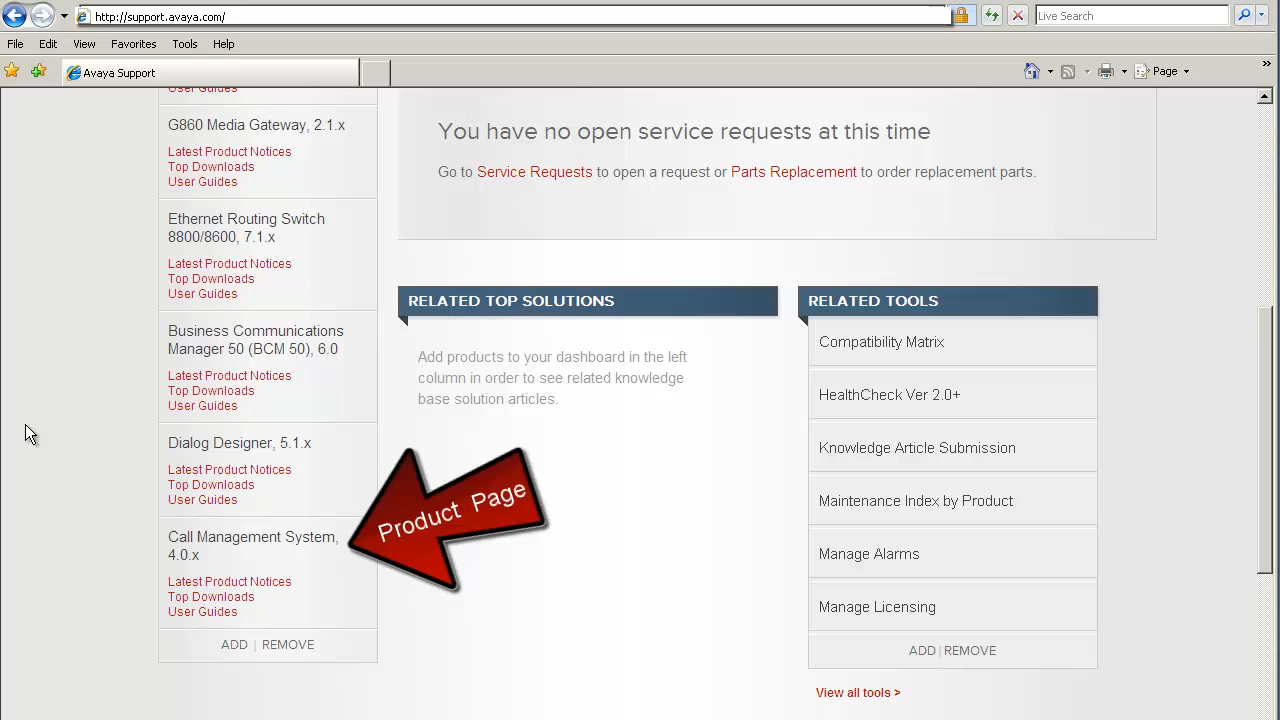 http://support.avaya.com/
Live Search
File Edit View Favorites Tools Help
Avaya Support
Page
»
User Guides
G860 Media Gateway, 2.1.x
Latest Product Notices
Top Downloads
User Guides
Ethernet Routing Switch
8800/8600, 7.1.x
Latest Product Notices
Top Downloads
User Guides
Business Communications
Manager 50 (BCM 50), 6.0
Latest Product Notices
Top Downloads
User Guides
Dialog Designer, 5.1.x
Latest Product Notices
Top Downloads
User Guides
Call Management System,
4.0.x
Latest Product Notices
Top Downloads
User Guides
ADD | REMOVE
You have no open service requests at this time
Go to Service Requests to open a request or Parts Replacement to order replacement parts.
RELATED TOP SOLUTIONS
Add products to your dashboard in the left
column in order to see related knowledge
base solution articles.
Product Page
RELATED TOOLS
Compatibility Matrix
HealthCheck Ver 2.0+
Knowledge Article Submission
Maintenance Index by Product
Manage Alarms
Manage Licensing
ADD | REMOVE
View all tools >